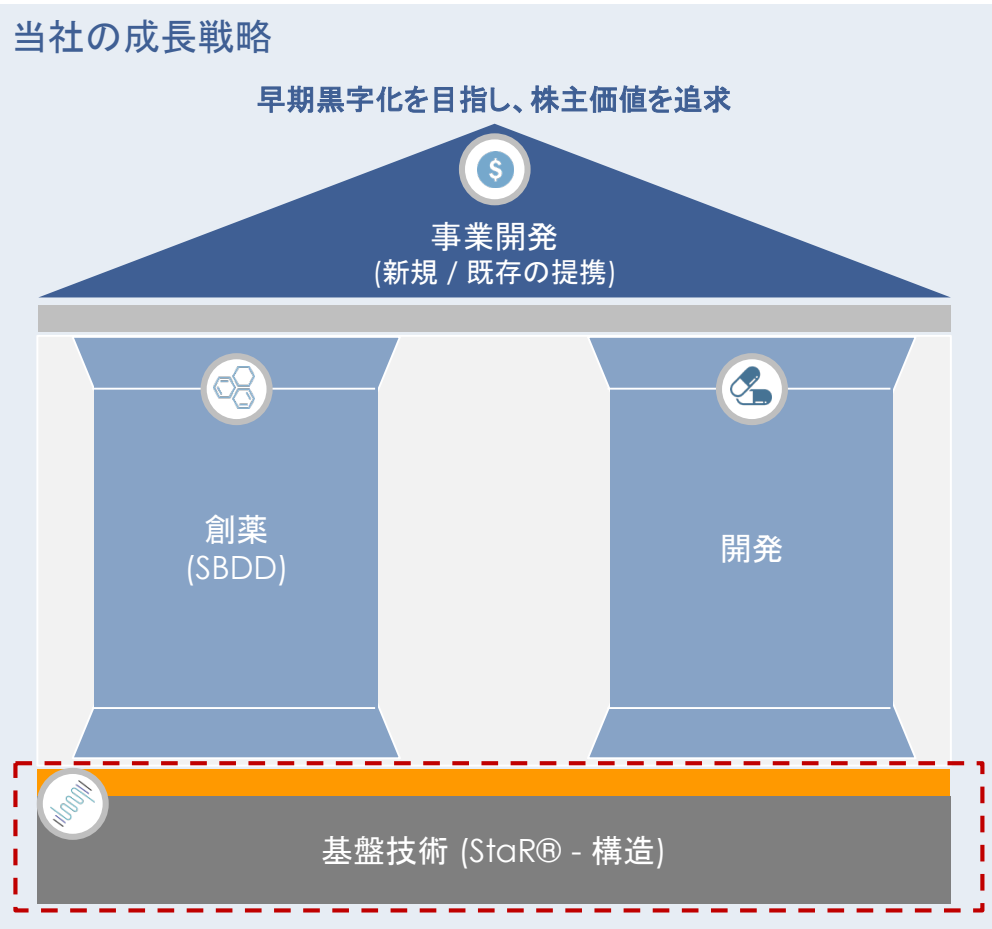 当社の成長戦略
早期黒字化を目指し、株主価値を追求
$
事業開発
(新規 / 既存の提携)
創薬
(SBDD)
開発
基盤技術 (StaR® - 構造)